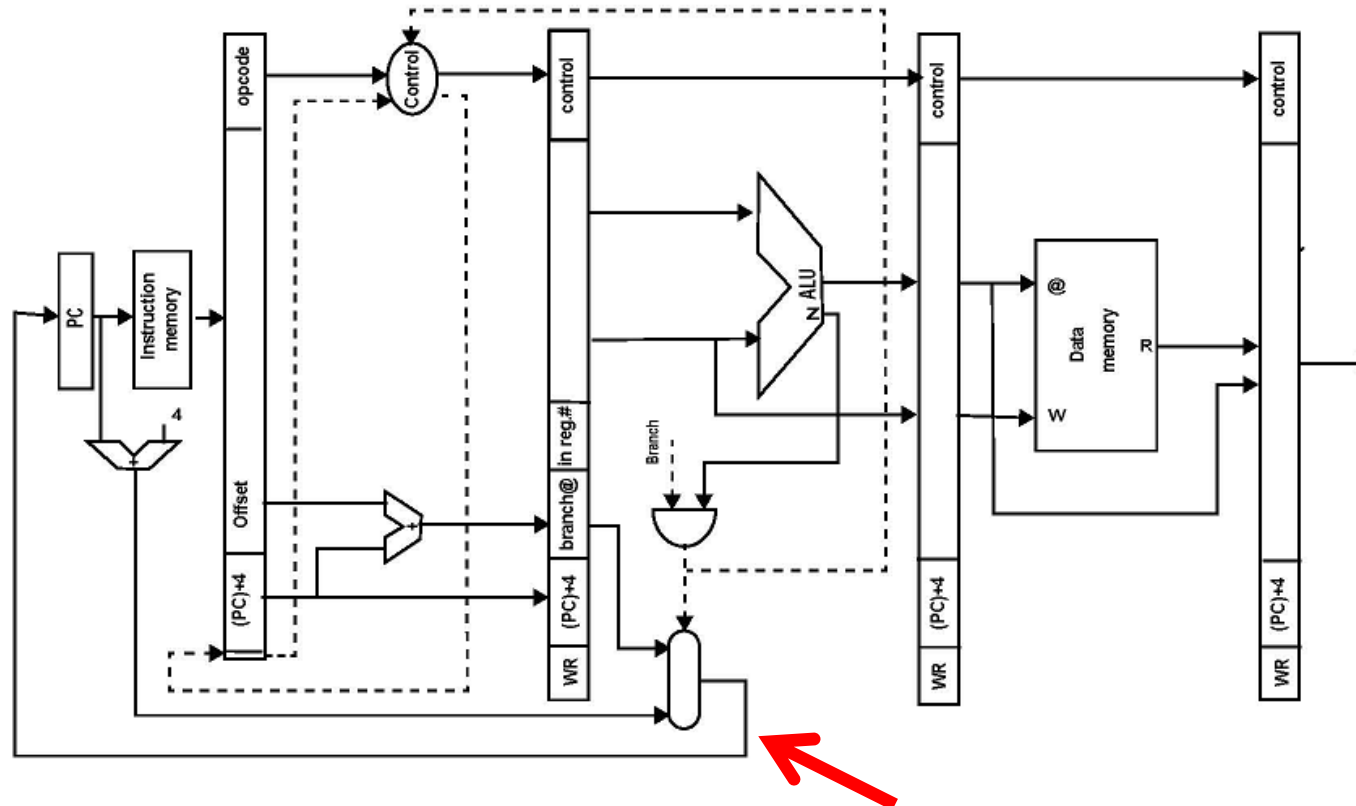 PC
Instruction
memory
4
+
opcode
Offset
(PC)+4
Control
+
control
in reg.#
branch@
(PC)+4
WR
ALU
N
Branch
control
(PC)+4
WR
@
Data
memory
R
W
control
(PC)+4
WR